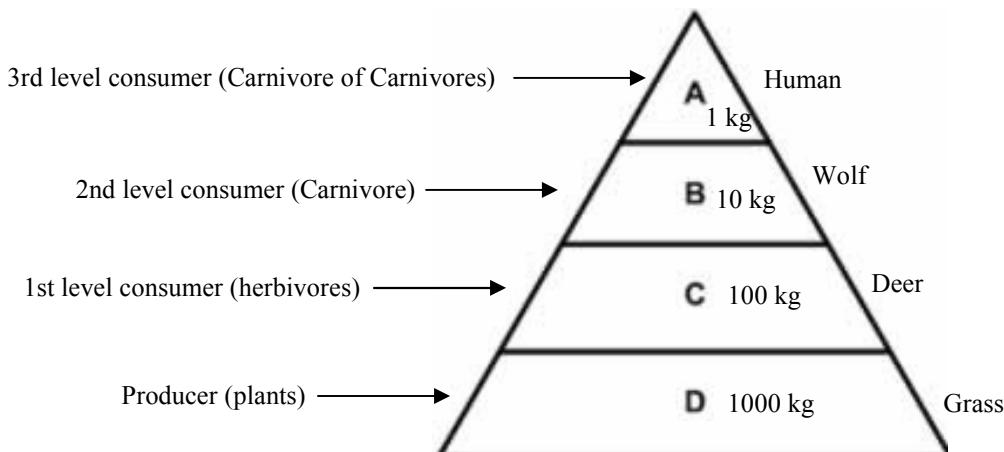 3rd level consumer (Carnivore of Carnivores)
Human
A
1 kg
2nd level consumer (Carnivore)
Wolf
B 10 kg
1st level consumer (herbivores)
Deer
C 100 kg
Producer (plants)
D 1000 kg
Grass